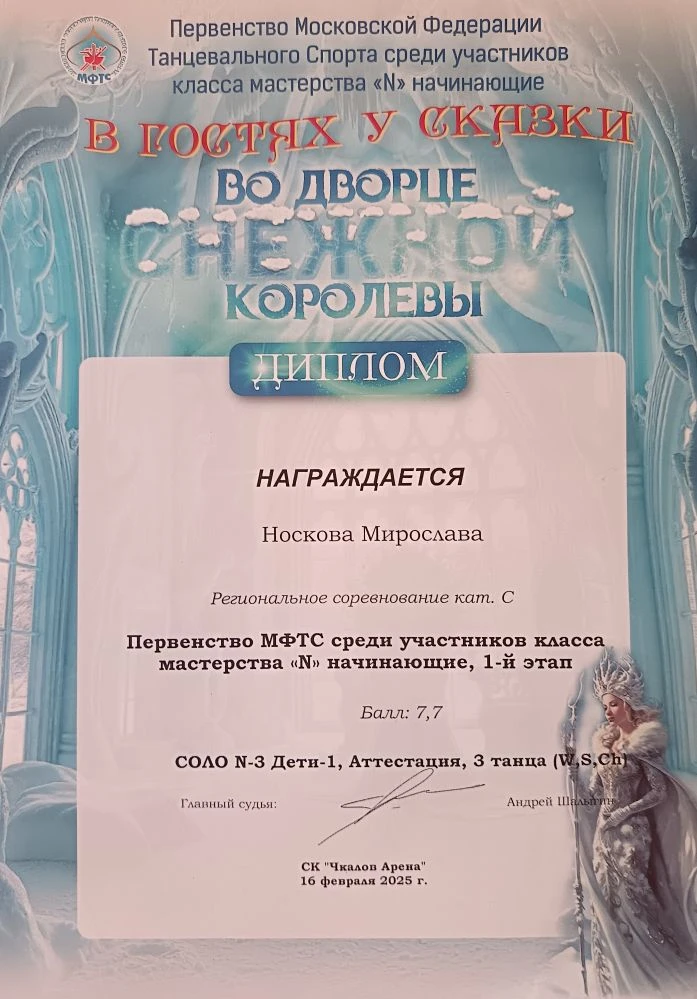 Первенство Московской Федерации
Танцевального Спорта среди участников
класса мастерства «N» начинающие
МФТС
В ГОСТЯХ У СКАЗКИ
ВО ДВОРЦЕ
СНЕЖНОЙ
КОРОЛЕВЫ
ДИПЛОМ
НАГРАЖДАЕТСЯ
Носкова Мирослава
Региональное соревнование кат. С
Первенство МФТС среди участников класса
мастерства «N» начинающие, 1-й этап
Балл: 7,7
СОЛО N-3 Дети-1, Аттестация, 3 танца (W,S,Ch)
Главный судья: Андрей Шалыгин
СК "Чкалов Арена"
16 февраля 2025 г.